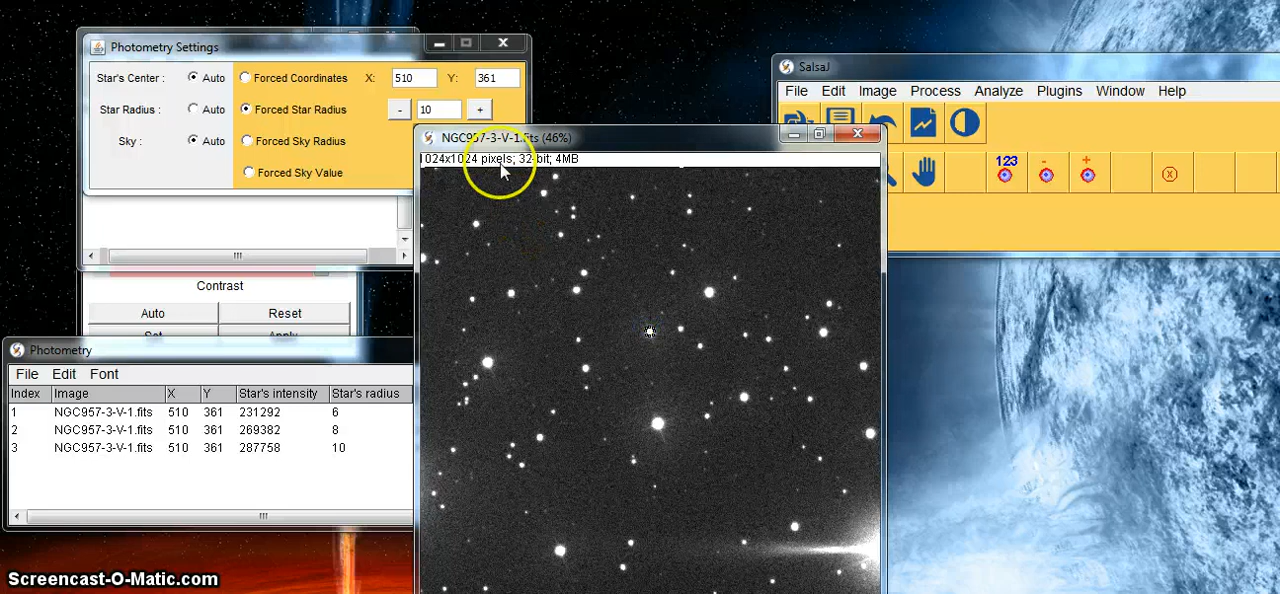 Photometry Settings
Star's Center : Auto Forced Coordinates X: 510 Y: 361
Star Radius : Auto Forced Star Radius - 10 +
Sky : Auto Forced Sky Radius
Forced Sky Value
Contrast
Auto Reset
Set Apply
Photometry
File Edit Font
Index Image X Y Star's intensity Star's radius
1 NGC957-3-V-1.fits 510 361 231292 6
2 NGC957-3-V-1.fits 510 361 269382 8
3 NGC957-3-V-1.fits 510 361 287758 10
NGC957-3-V-1.fits (46%)
1024x1024 pixels; 32-bit; 4MB
SalsaJ
File Edit Image Process Analyze Plugins Window Help
123 - +
Screencast-O-Matic.com